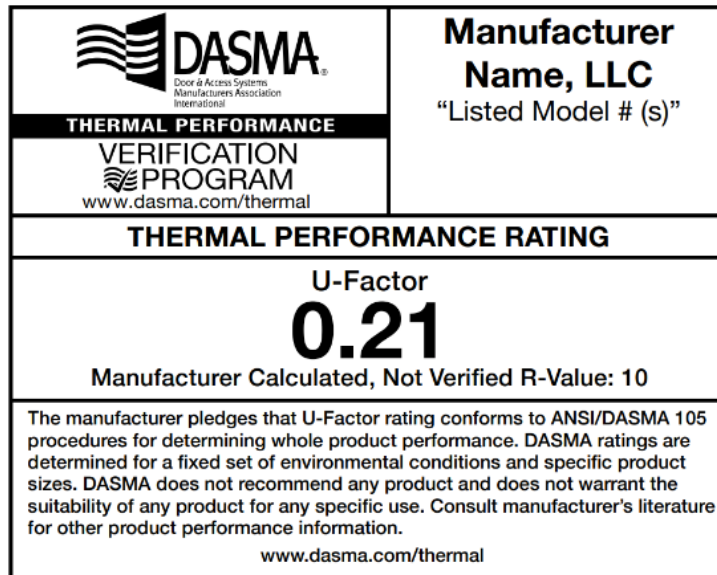 DASMA®
Door & Access Systems
Manufacturers Association
International
THERMAL PERFORMANCE
VERIFICATION
PROGRAM
www.dasma.com/thermal
Manufacturer
Name, LLC
“Listed Model # (s)”
THERMAL PERFORMANCE RATING
U-Factor
0.21
Manufacturer Calculated, Not Verified R-Value: 10
The manufacturer pledges that U-Factor rating conforms to ANSI/DASMA 105
procedures for determining whole product performance. DASMA ratings are
determined for a fixed set of environmental conditions and specific product
sizes. DASMA does not recommend any product and does not warrant the
suitability of any product for any specific use. Consult manufacturer’s literature
for other product performance information.
www.dasma.com/thermal